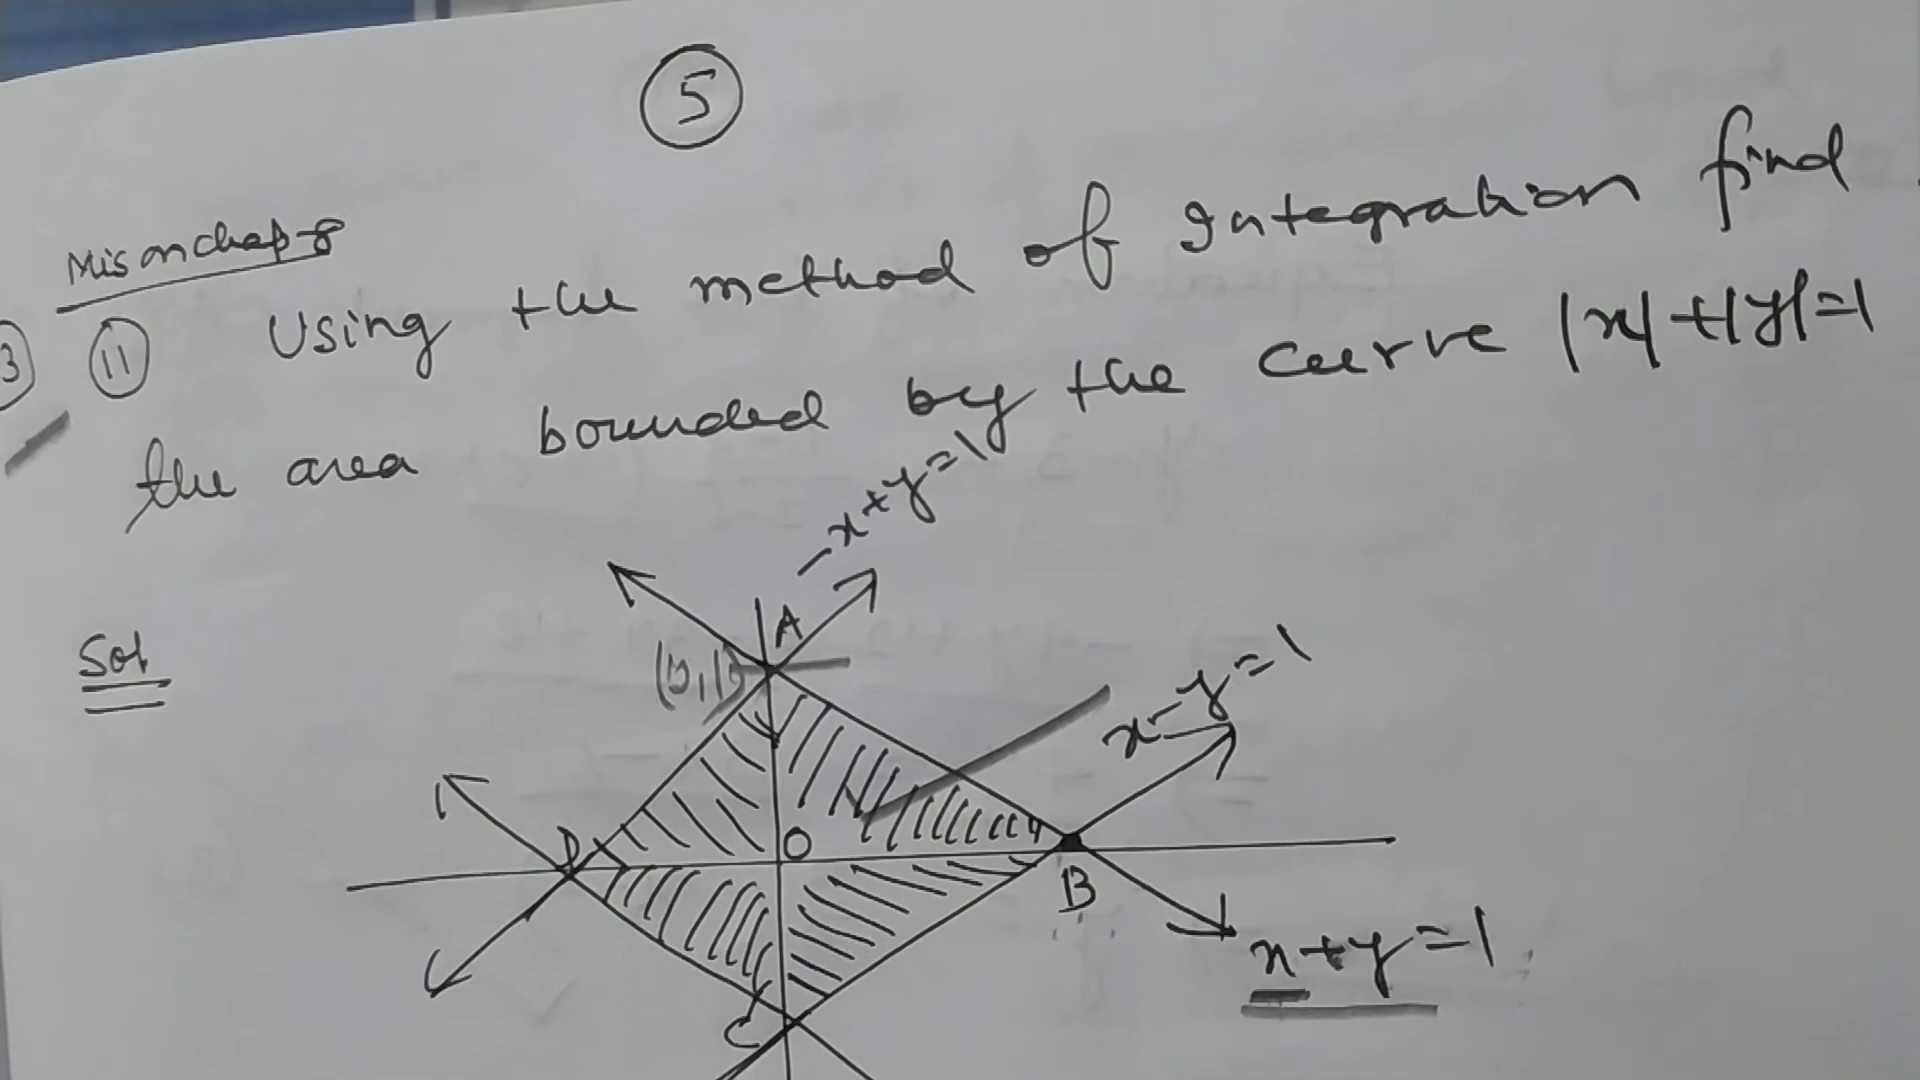 5
Mis on chap-8
3 11 Using the method of Integration find
the area bounded by the curve |x|+|y|=1
-x+y=1
Sol
A
(0,1)
x-y=1
D
O
B
x+y=1
C